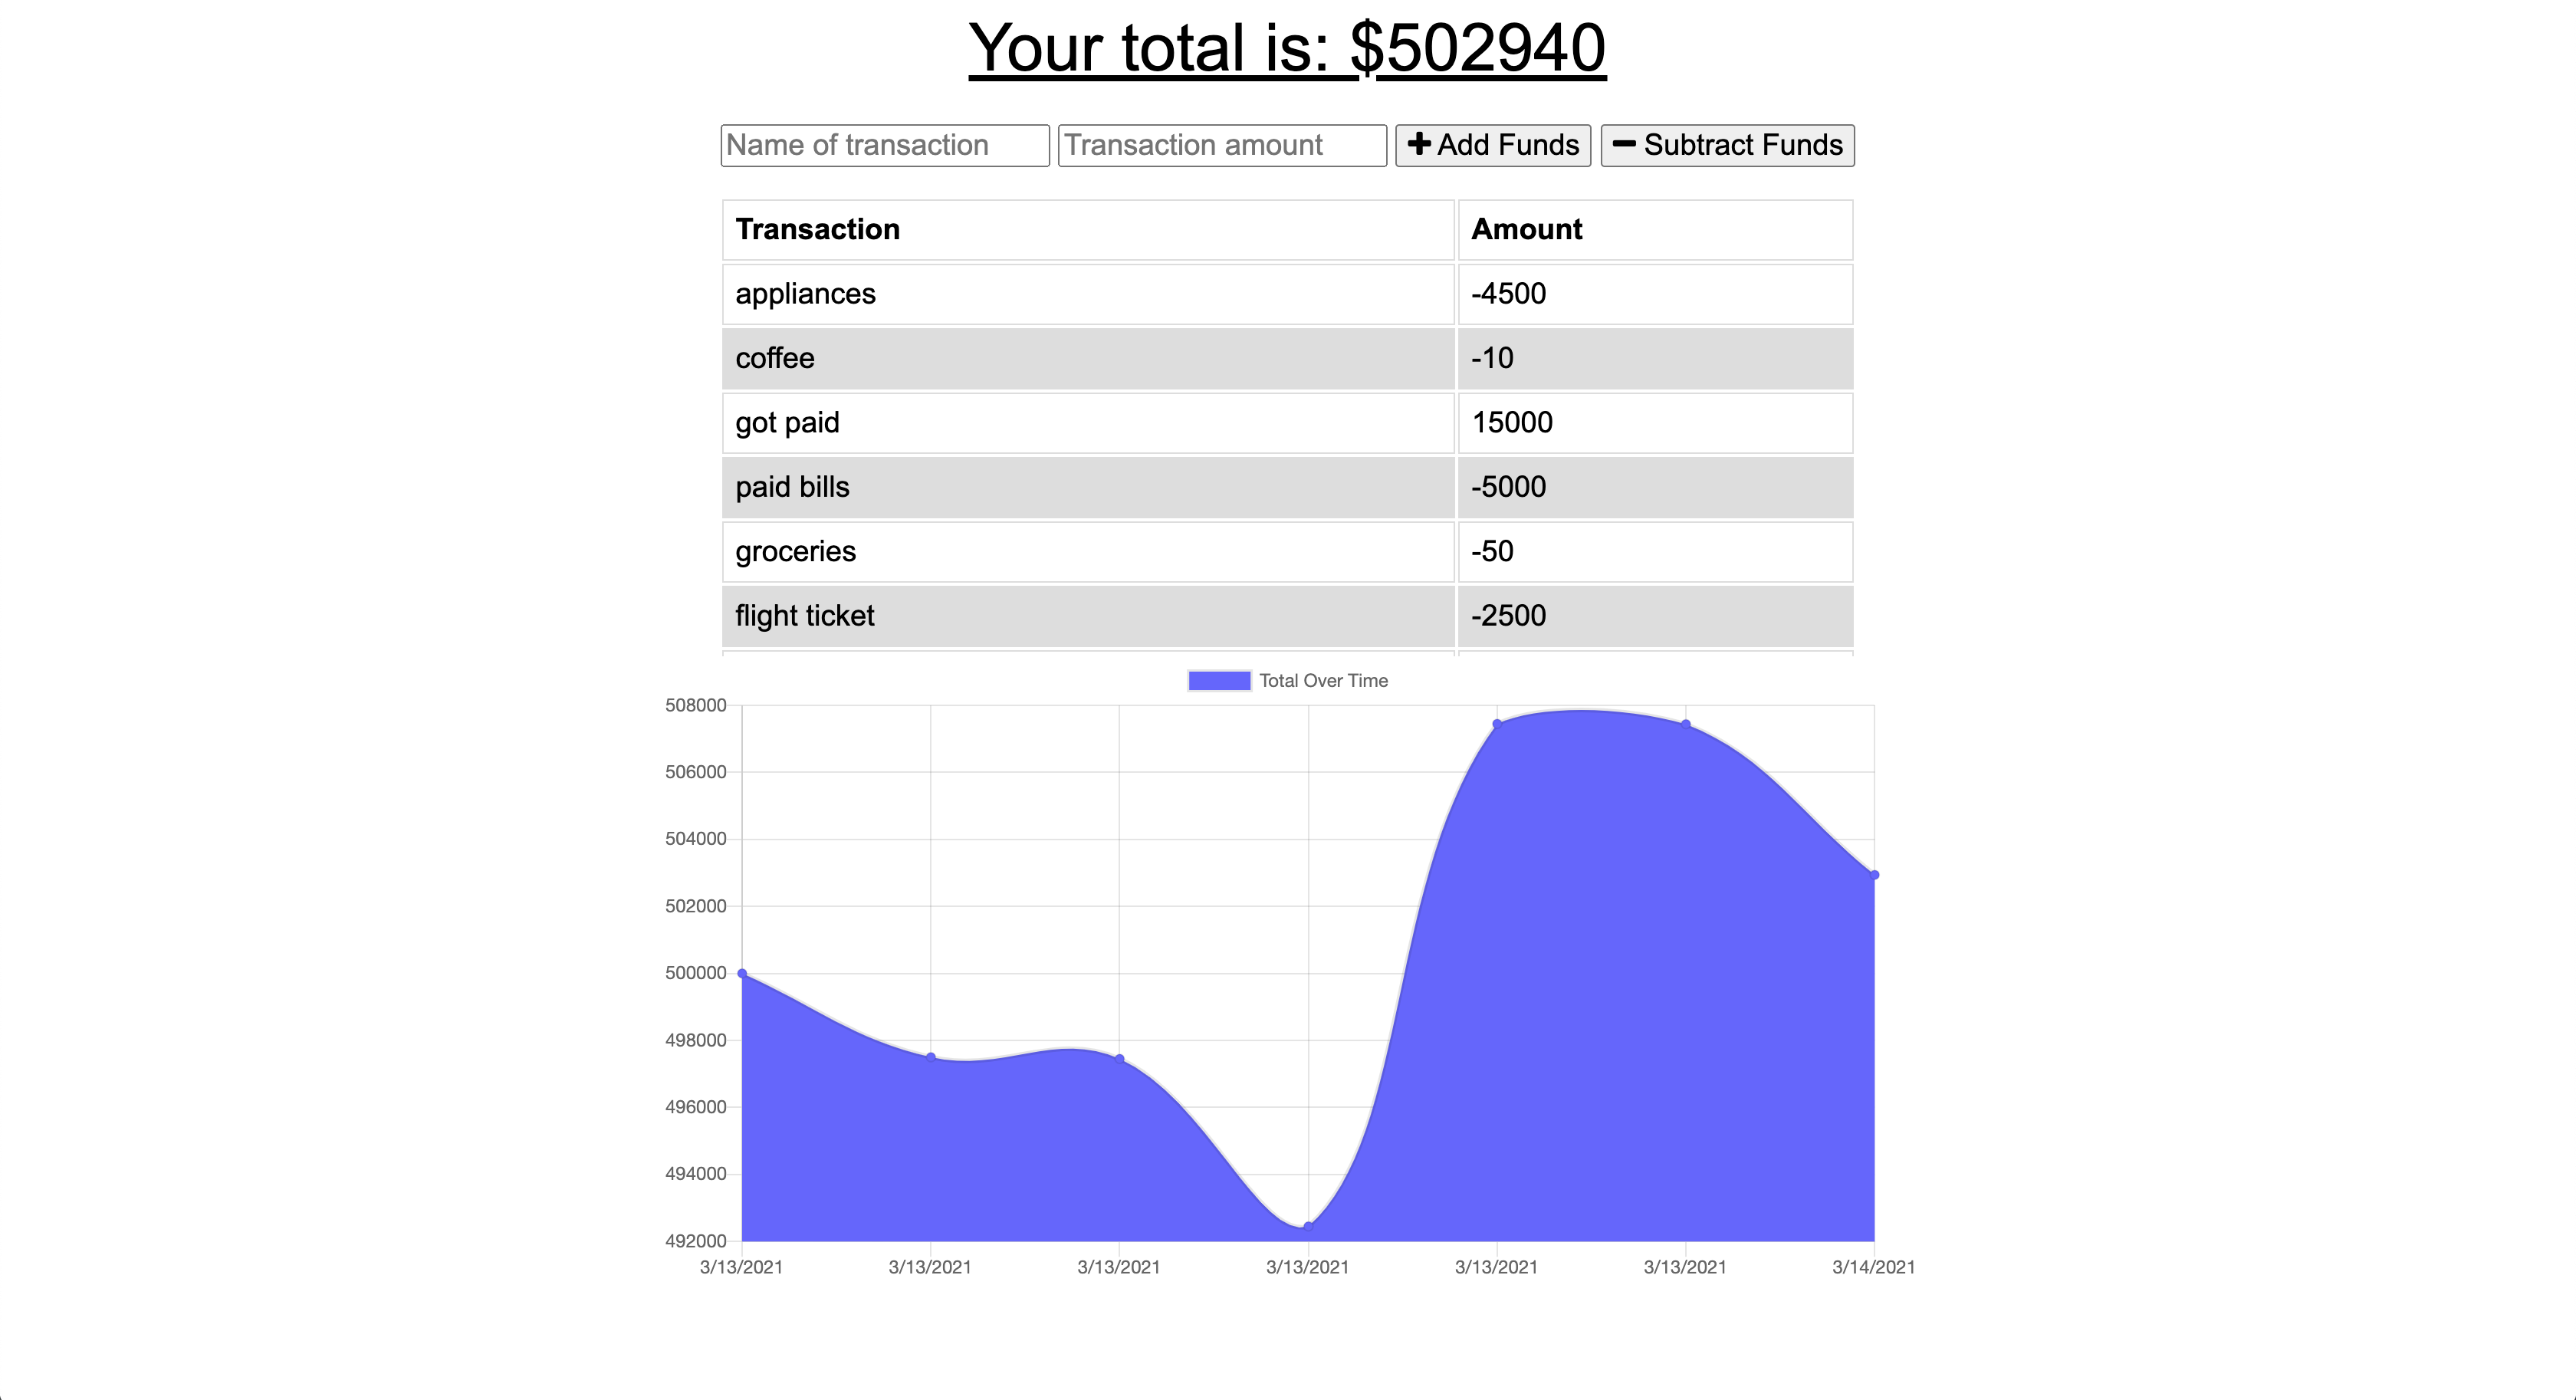 Your total is: $502940
Name of transaction Transaction amount Add Funds Subtract Funds
Transaction Amount
appliances -4500
coffee -10
got paid 15000
paid bills -5000
groceries -50
flight ticket -2500
Total Over Time
508000
506000
504000
502000
500000
498000
496000
494000
492000
3/13/2021 3/13/2021 3/13/2021 3/13/2021 3/13/2021 3/13/2021 3/14/2021